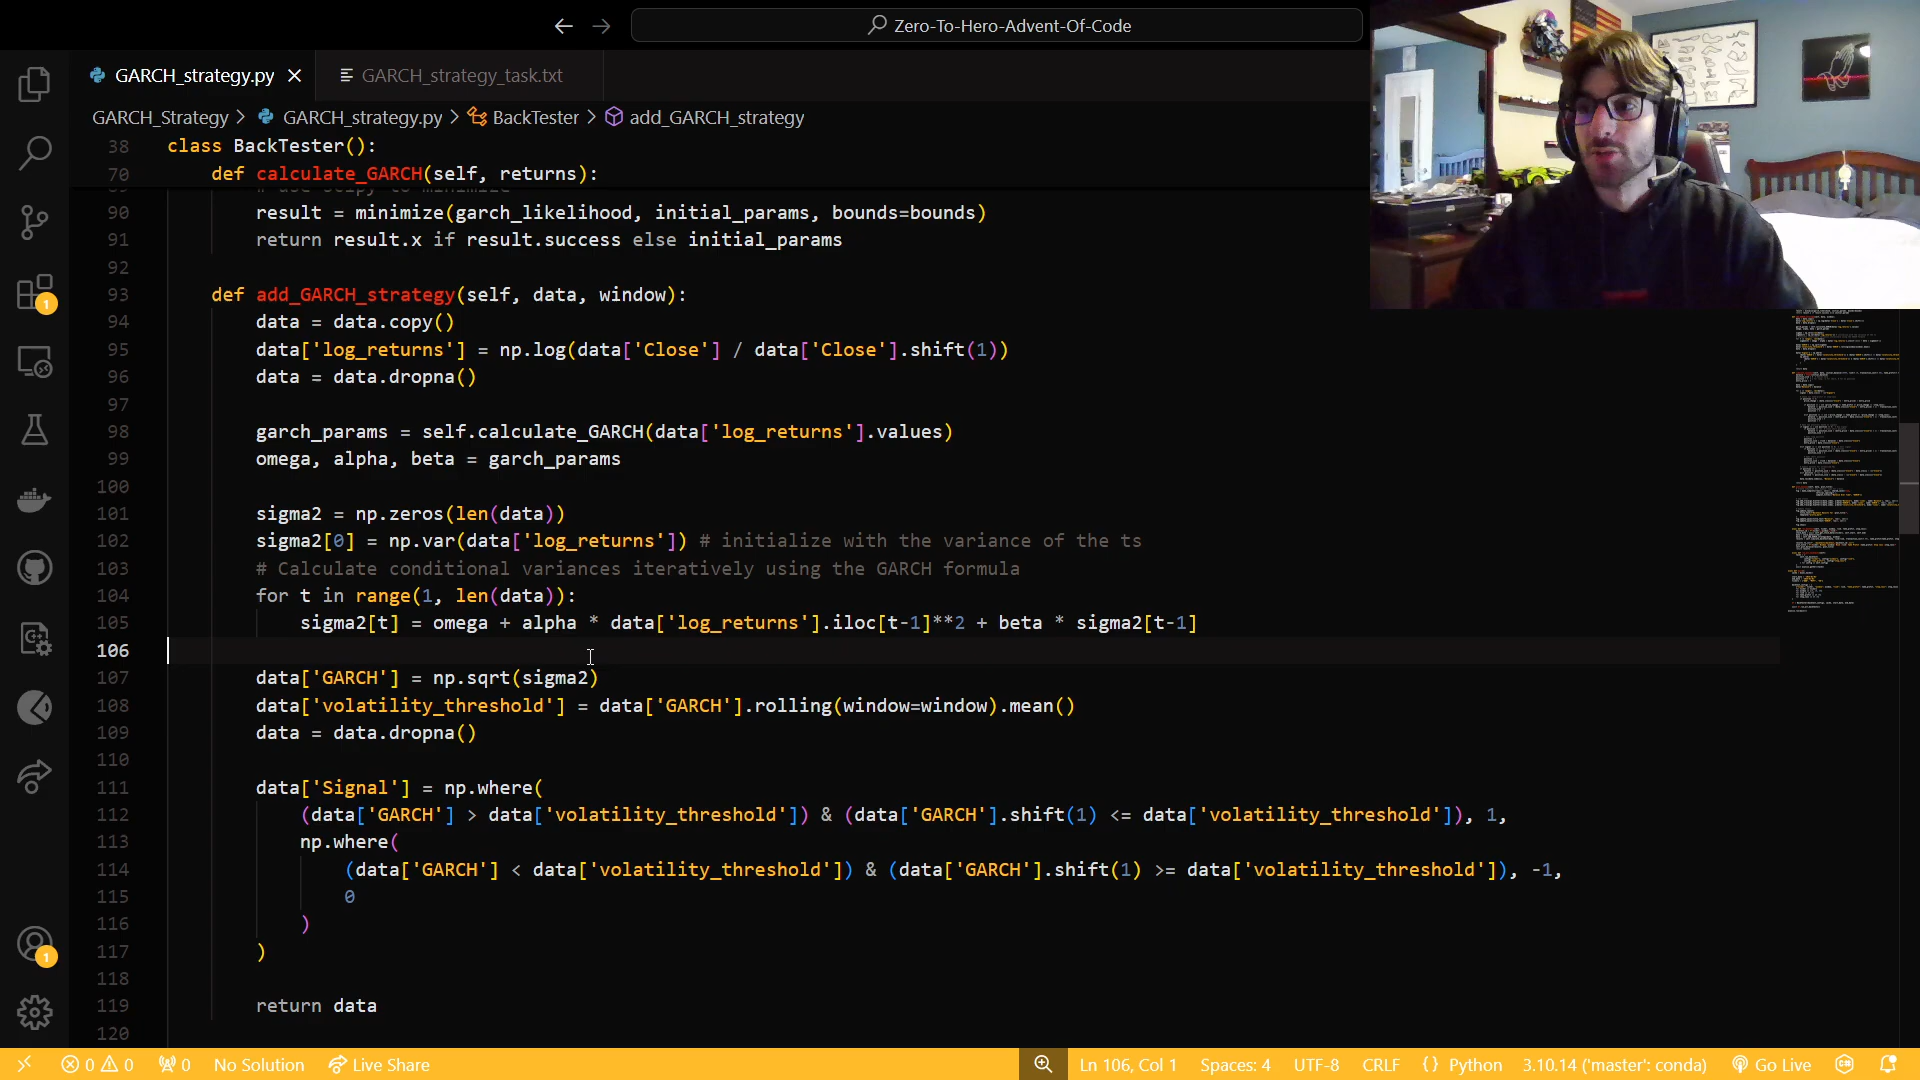 Zero-To-Hero-Advent-Of-Code
GARCH_strategy.py
GARCH_strategy_task.txt
GARCH_Strategy > GARCH_strategy.py > BackTester > add_GARCH_strategy
38 class BackTester():
70 def calculate_GARCH(self, returns):
90 result = minimize(garch_likelihood, initial_params, bounds=bounds)
91 return result.x if result.success else initial_params
92
93 def add_GARCH_strategy(self, data, window):
94 data = data.copy()
95 data['log_returns'] = np.log(data['Close'] / data['Close'].shift(1))
96 data = data.dropna()
97
98 garch_params = self.calculate_GARCH(data['log_returns'].values)
99 omega, alpha, beta = garch_params
100
101 sigma2 = np.zeros(len(data))
102 sigma2[0] = np.var(data['log_returns']) # initialize with the variance of the ts
103 # Calculate conditional variances iteratively using the GARCH formula
104 for t in range(1, len(data)):
105 sigma2[t] = omega + alpha * data['log_returns'].iloc[t-1]**2 + beta * sigma2[t-1]
106
107 data['GARCH'] = np.sqrt(sigma2)
108 data['volatility_threshold'] = data['GARCH'].rolling(window=window).mean()
109 data = data.dropna()
110
111 data['Signal'] = np.where(
112 (data['GARCH'] > data['volatility_threshold']) & (data['GARCH'].shift(1) <= data['volatility_threshold']), 1,
113 np.where(
114 (data['GARCH'] < data['volatility_threshold']) & (data['GARCH'].shift(1) >= data['volatility_threshold']), -1,
115 0
116 )
117 )
118
119 return data
120
1
1
0 0 0 No Solution Live Share Ln 106, Col 1 Spaces: 4 UTF-8 CRLF {} Python 3.10.14 ('master': conda) Go Live